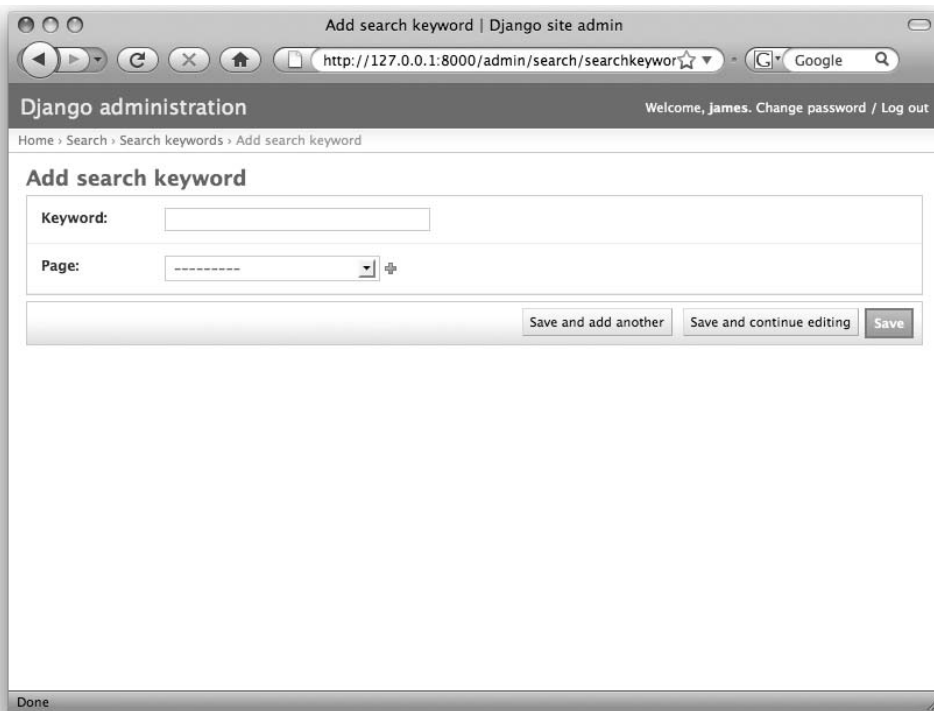 Add search keyword | Django site admin
http://127.0.0.1:8000/admin/search/searchkeywor
G
Google
Django administration
Welcome, james. Change password / Log out
Home › Search › Search keywords › Add search keyword
Add search keyword
Keyword:
Page:
---------
Save and add another
Save and continue editing
Save
Done